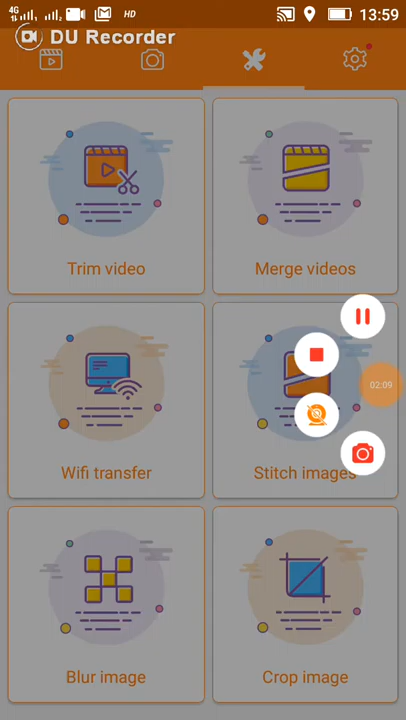 4G HD 13:59
DU Recorder
Trim video
Merge videos
02:09
Wifi transfer
Stitch images
Blur image
Crop image